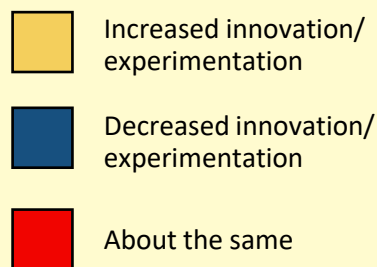 Increased innovation/
experimentation
Decreased innovation/
experimentation
About the same